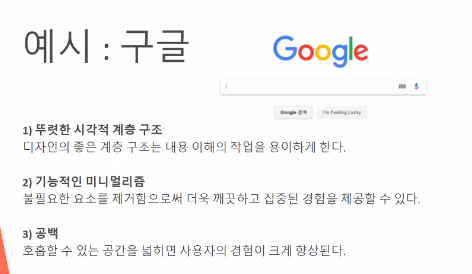 예시 : 구글
Google
Google 검색
I'm Feeling Lucky
1) 뚜렷한 시각적 계층 구조
디자인의 좋은 계층 구조는 내용 이해의 작업을 용이하게 한다.
2) 기능적인 미니멀리즘
불필요한 요소를 제거함으로써 더욱 깨끗하고 집중된 경험을 제공할 수 있다.
3) 공백
호흡할 수 있는 공간을 넓히면 사용자의 경험이 크게 향상된다.